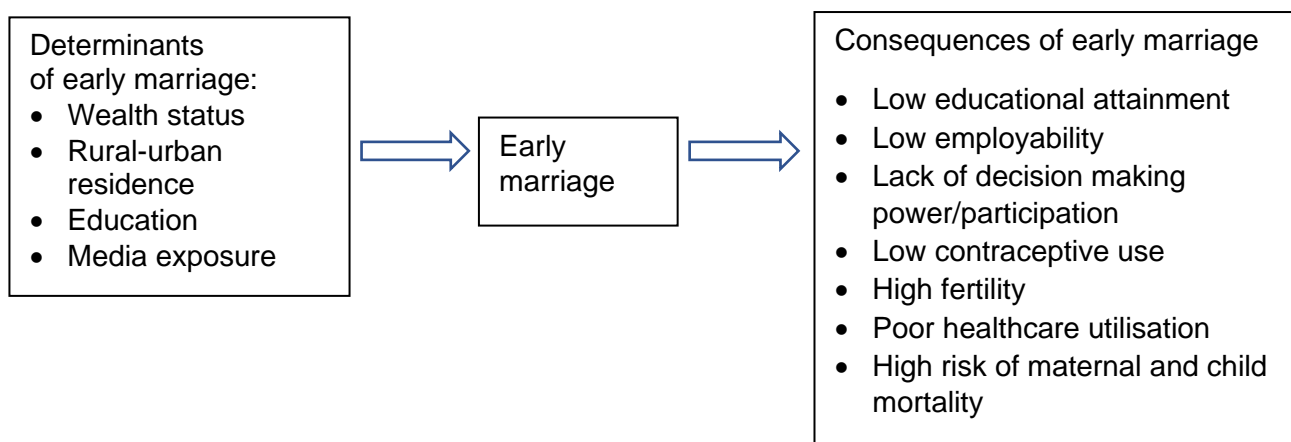 Determinants
of early marriage:
• Wealth status
• Rural-urban
residence
• Education
• Media exposure
Early
marriage
Consequences of early marriage
• Low educational attainment
• Low employability
• Lack of decision making
power/participation
• Low contraceptive use
• High fertility
• Poor healthcare utilisation
• High risk of maternal and child
mortality